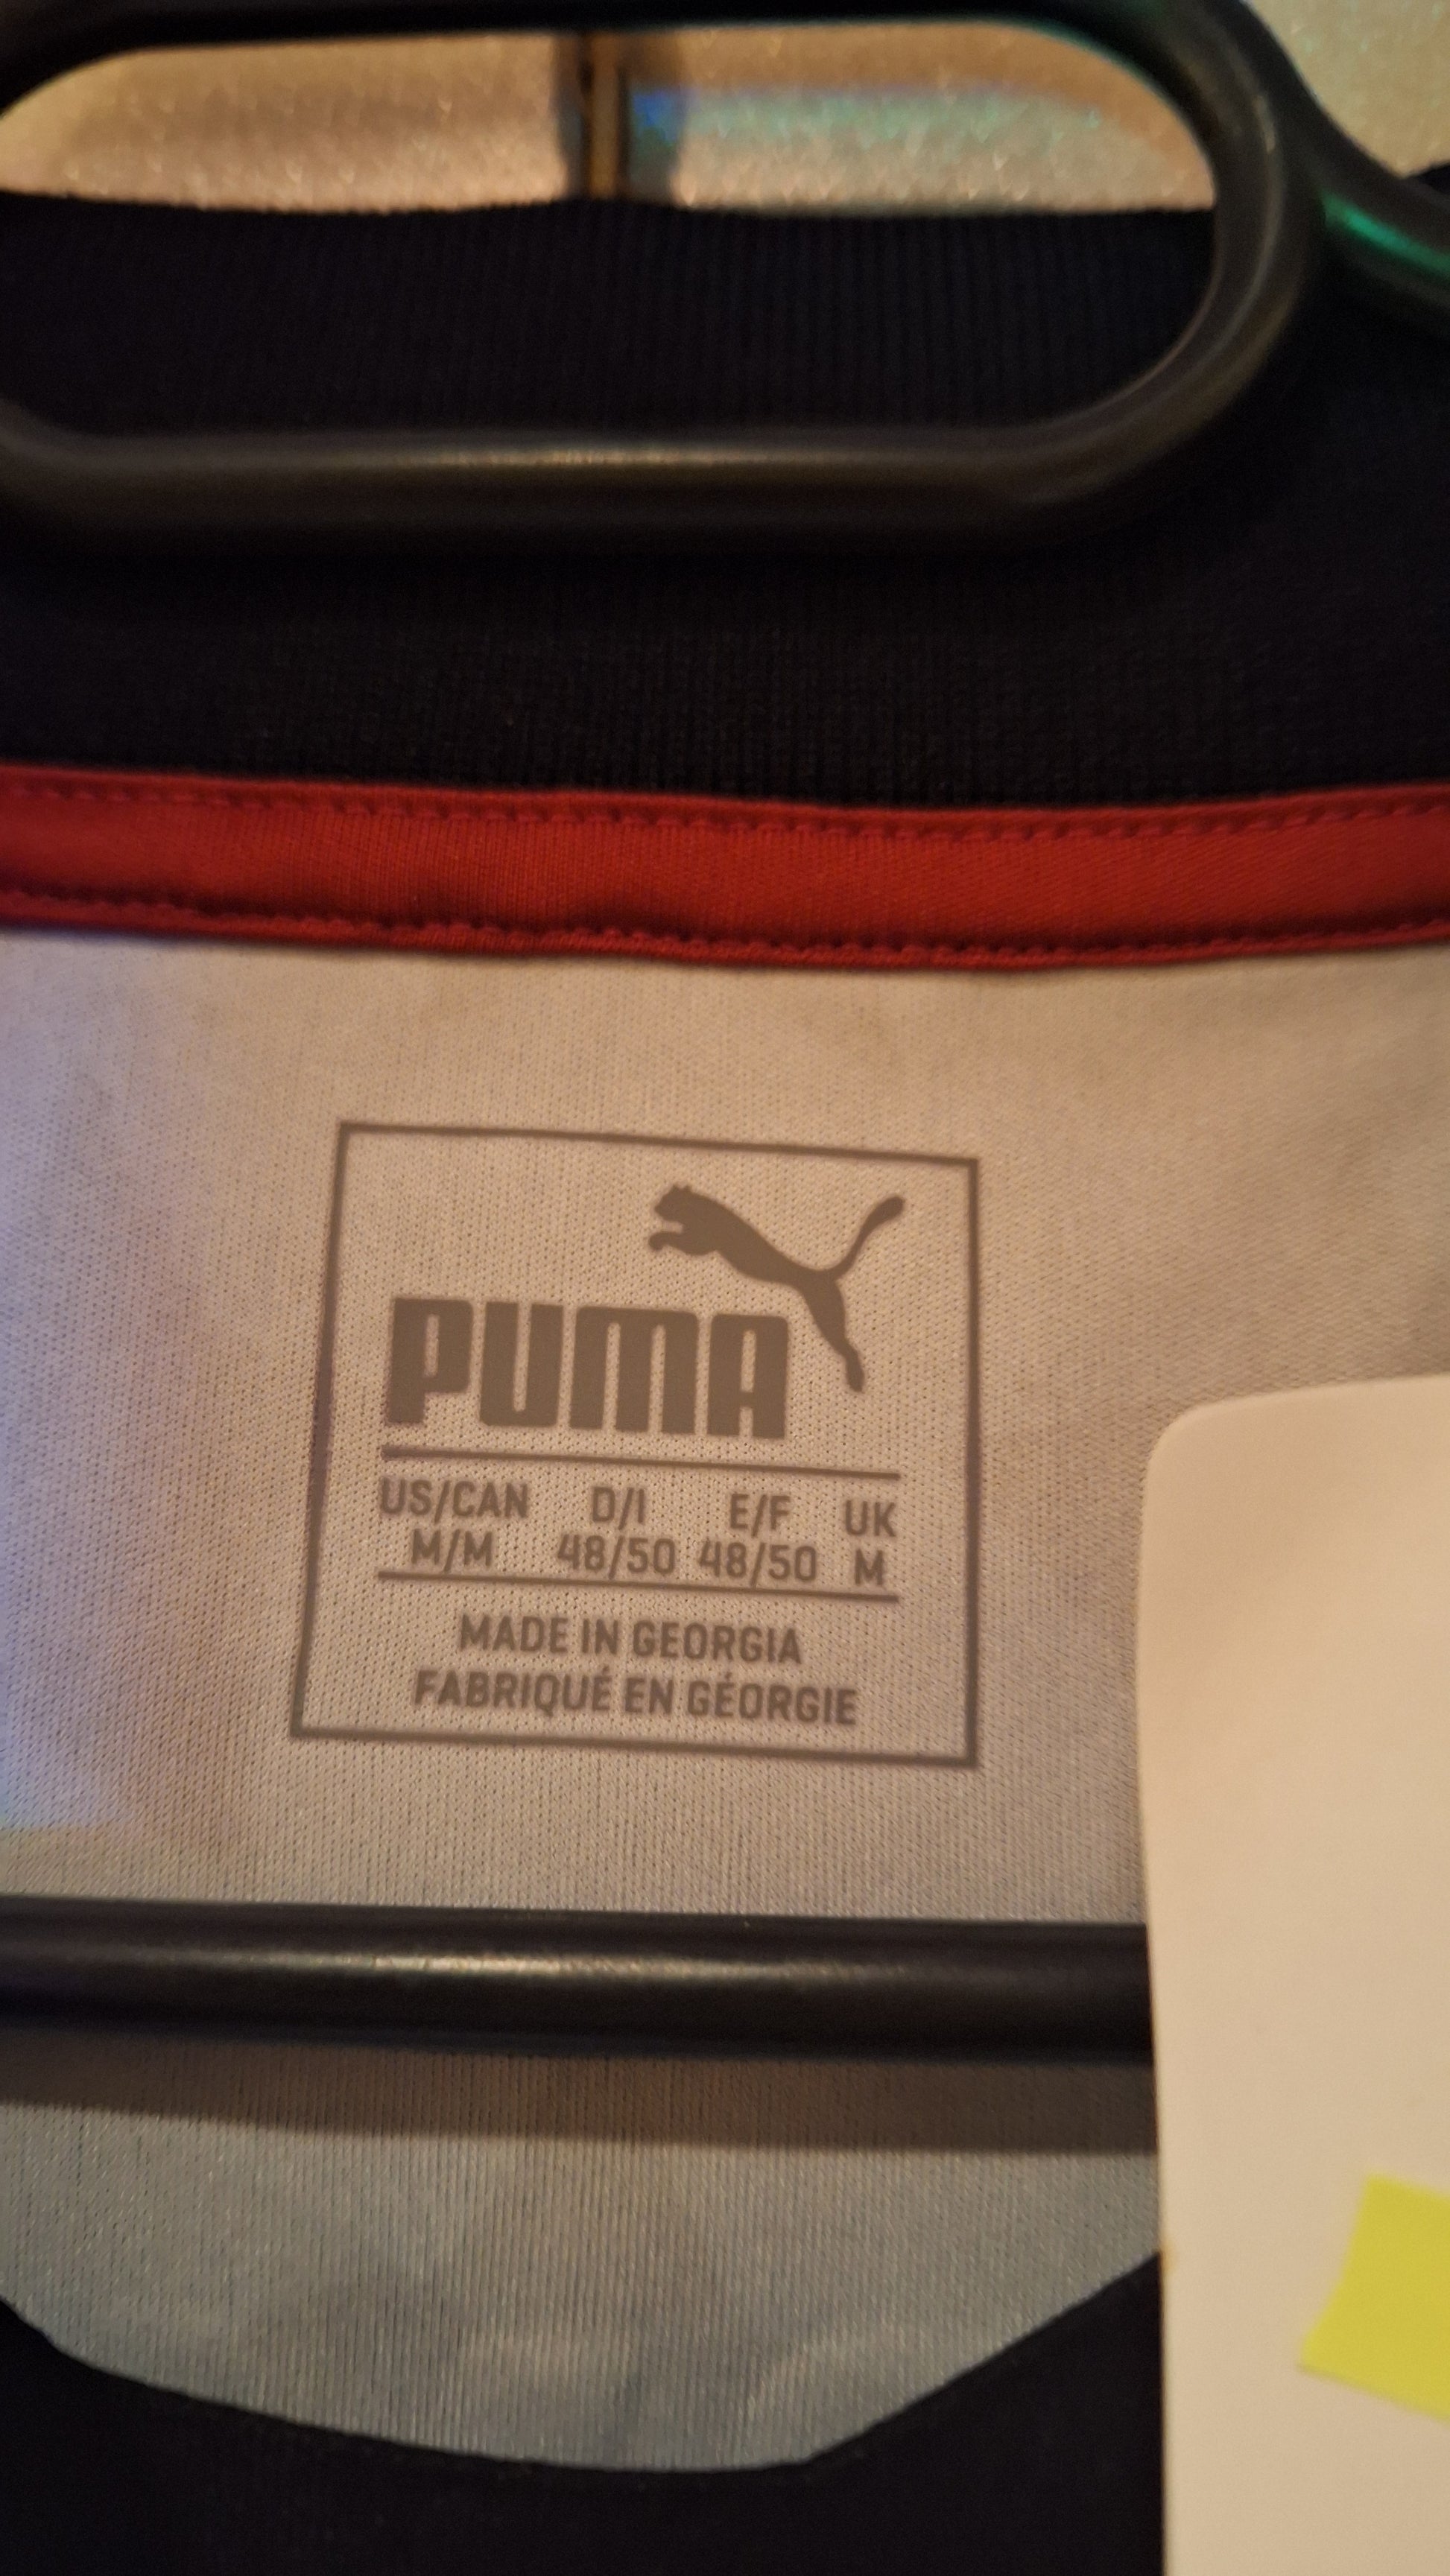 PUMA
US/CAN D/I E/F UK
M/M 48/50 48/50 M
MADE IN GEORGIA
FABRIQUÉ EN GÉORGIE